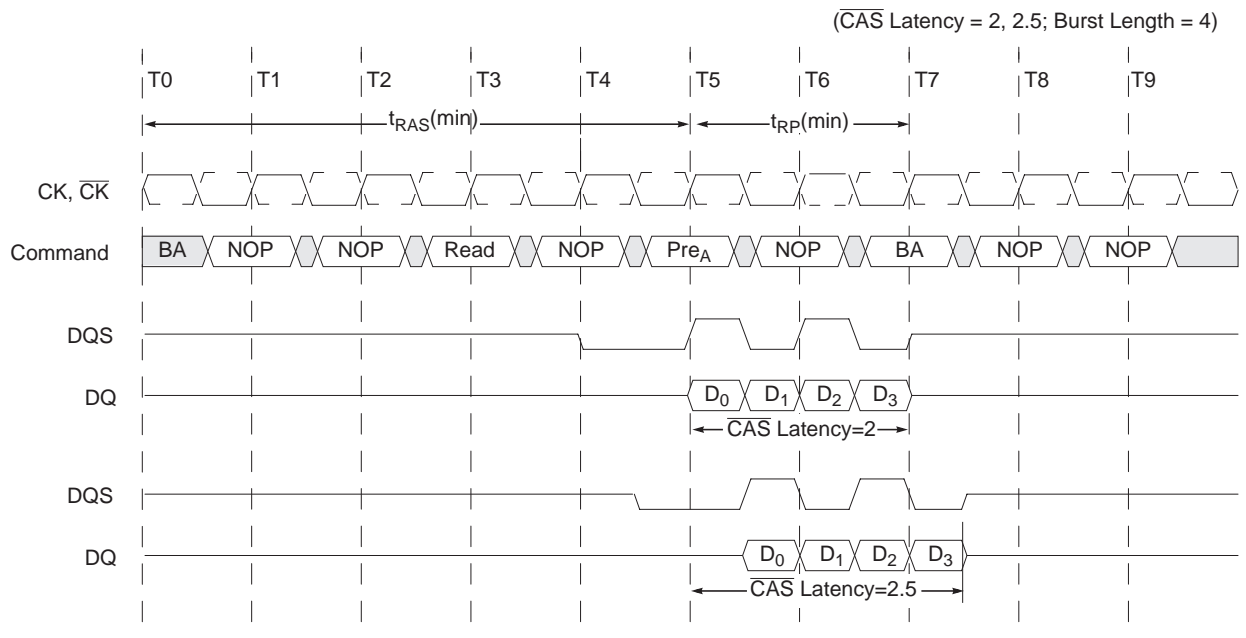 (CAS Latency = 2, 2.5; Burst Length = 4)
T0 T1 T2 T3 T4 T5 T6 T7 T8 T9
tRAS(min) tRP(min)
CK, CK
Command BA NOP NOP Read NOP PreA NOP BA NOP NOP
DQS
DQ D0 D1 D2 D3
CAS Latency=2
DQS
DQ D0 D1 D2 D3
CAS Latency=2.5